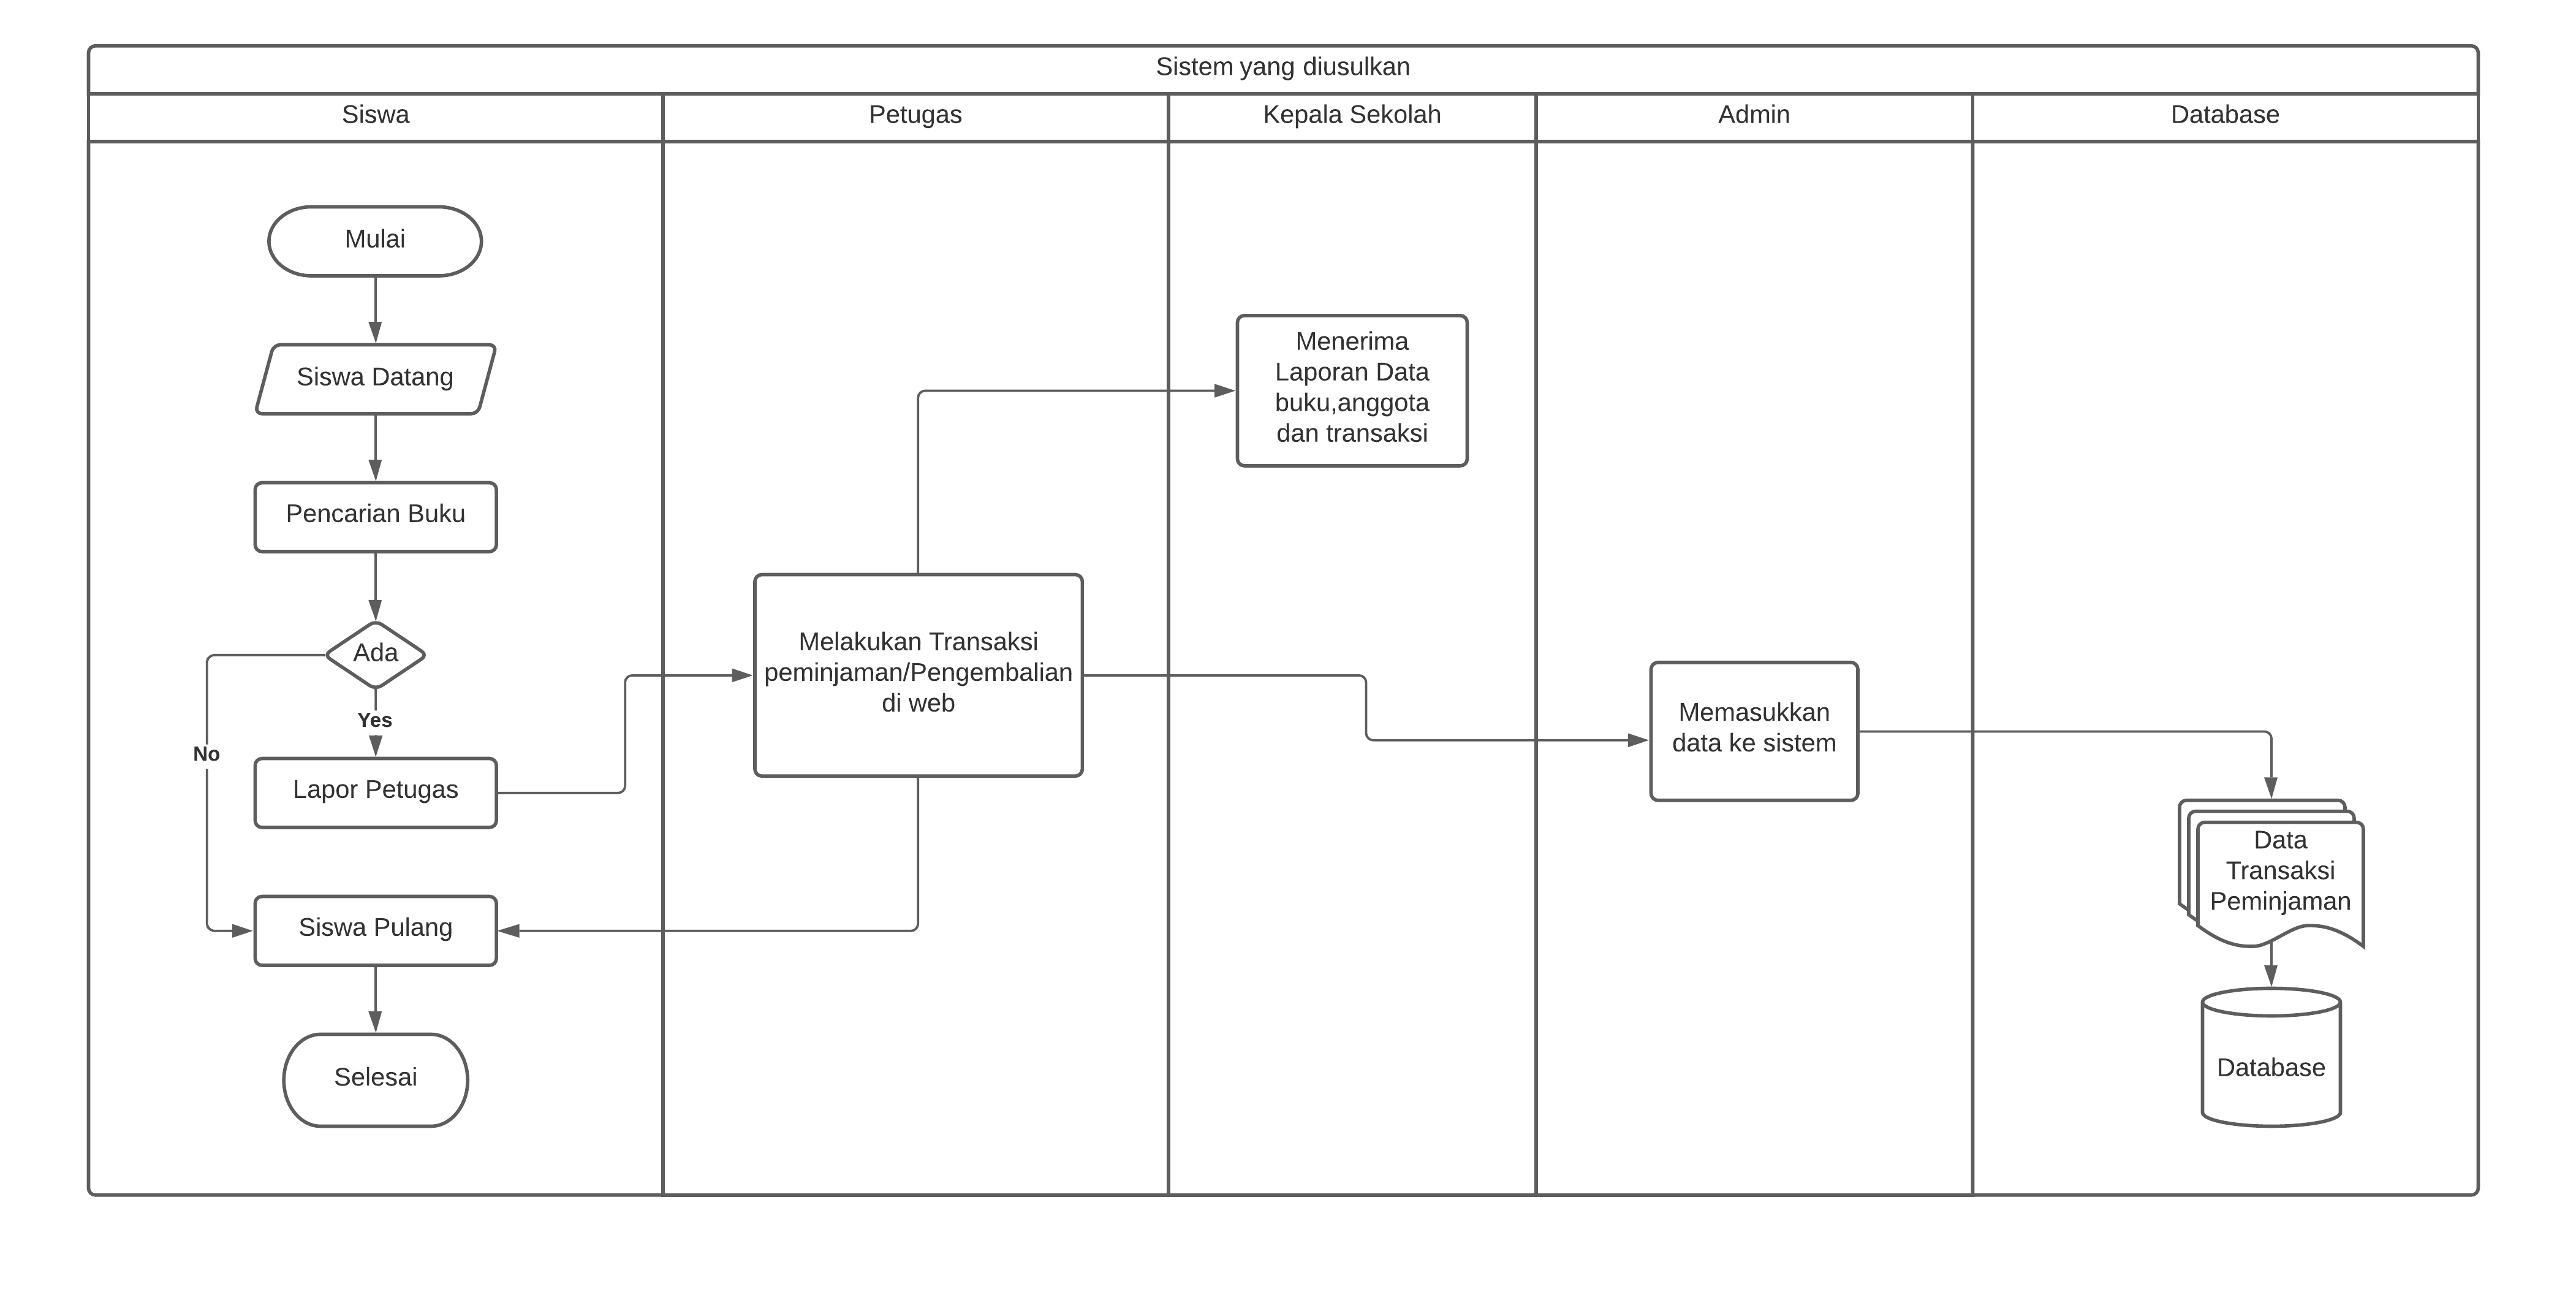 Sistem yang diusulkan
Siswa
Petugas
Kepala Sekolah
Admin
Database
Mulai
Siswa Datang
Pencarian Buku
Ada
Yes
No
Lapor Petugas
Siswa Pulang
Selesai
Melakukan Transaksi
peminjaman/Pengembalian
di web
Menerima
Laporan Data
buku,anggota
dan transaksi
Memasukkan
data ke sistem
Data
Transaksi
Peminjaman
Database